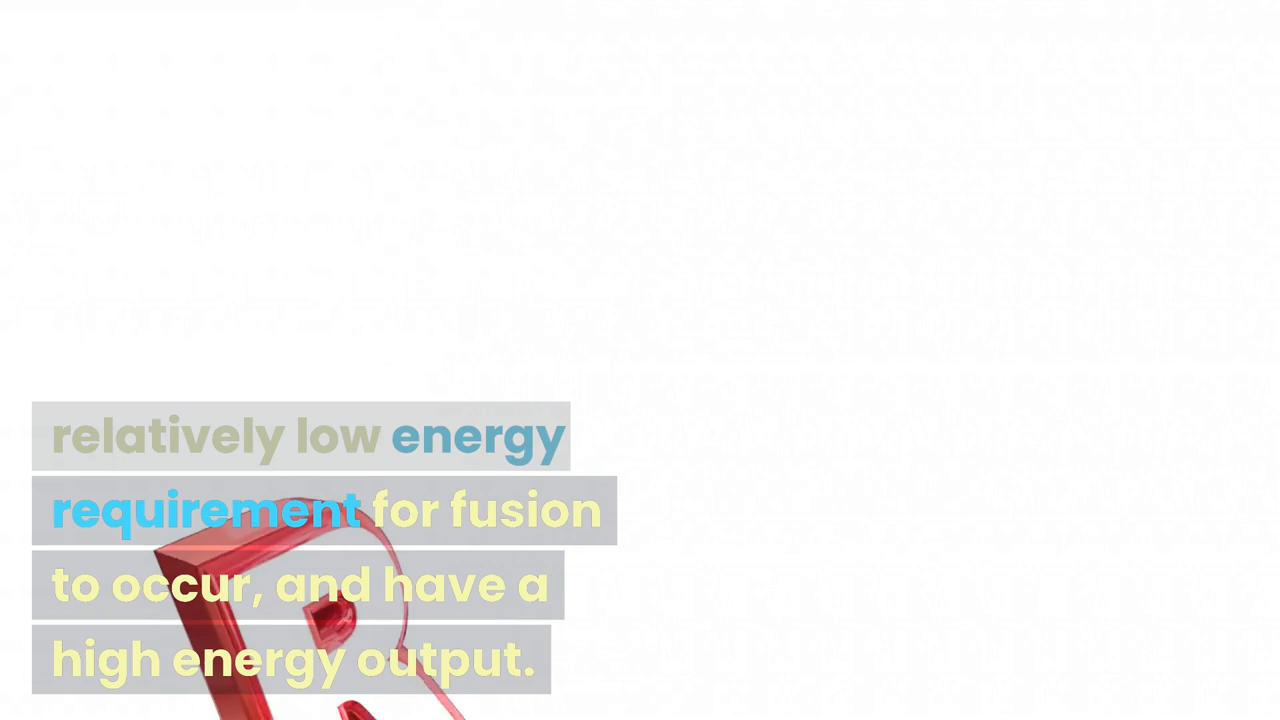 relatively low energy
requirement for fusion
to occur, and have a
high energy output.
R